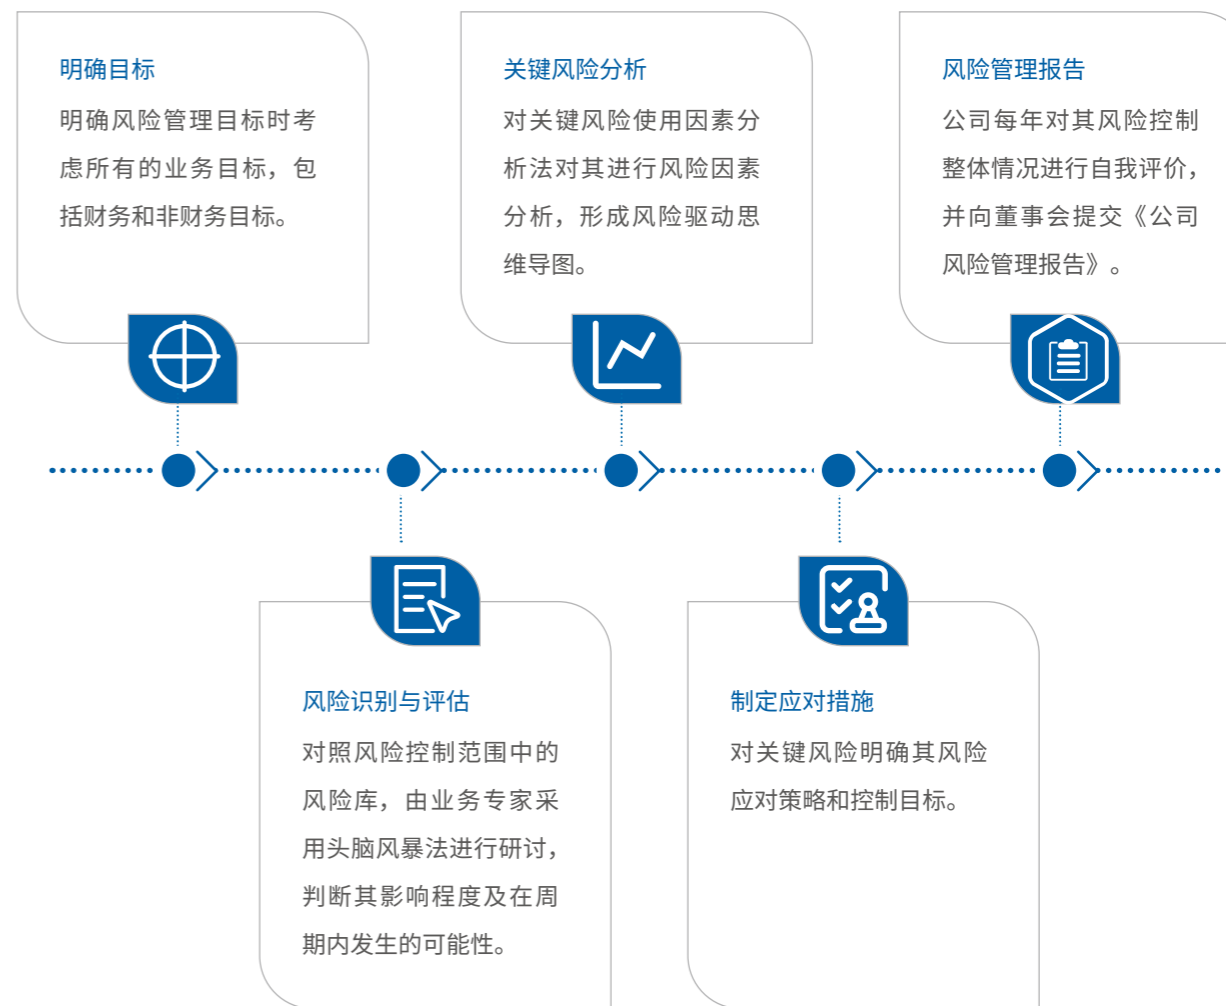 明确目标
明确风险管理目标时考
虑所有的业务目标，包
括财务和非财务目标。
关键风险分析
对关键风险使用因素分
析法对其进行风险因素
分析，形成风险驱动思
维导图。
风险管理报告
公司每年对其风险控制
整体情况进行自我评价，
并向董事会提交《公司
风险管理报告》。
风险识别与评估
对照风险控制范围中的
风险库，由业务专家采
用头脑风暴法进行研讨，
判断其影响程度及在周
期内发生的可能性。
制定应对措施
对关键风险明确其风险
应对策略和控制目标。